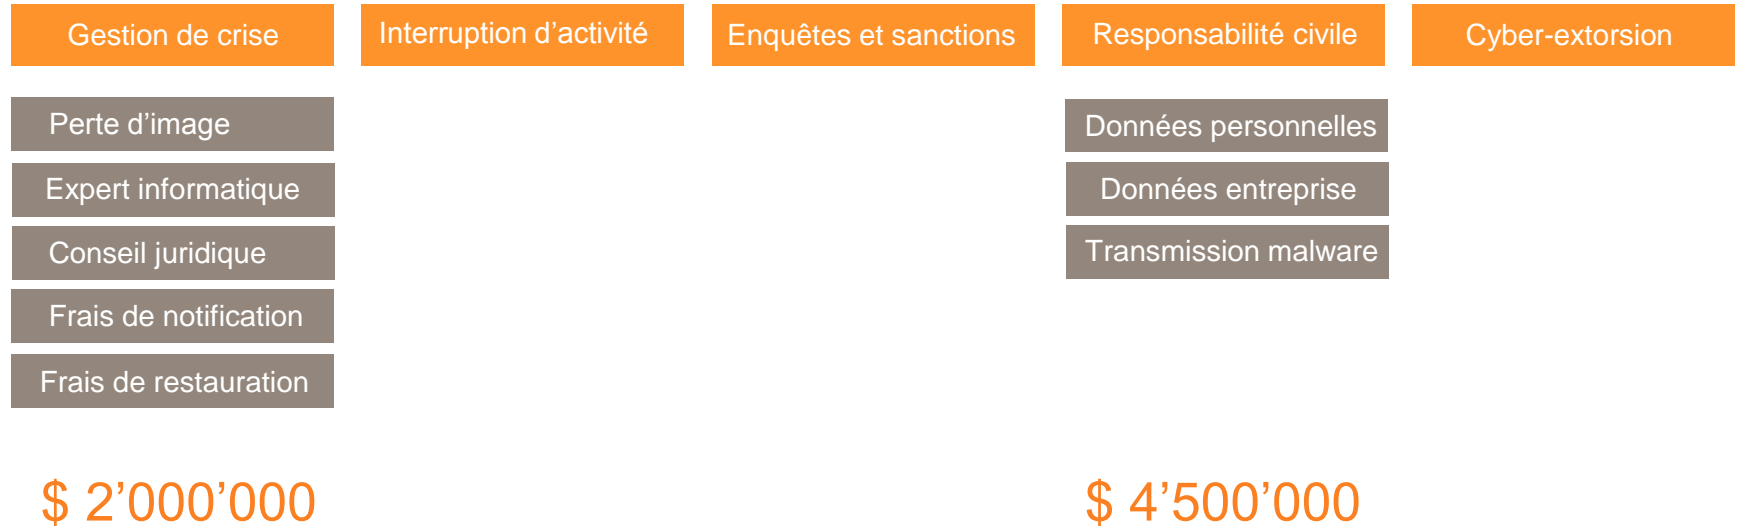 Gestion de crise
Interruption d’activité
Enquêtes et sanctions
Responsabilité civile
Cyber-extorsion
Perte d’image
Expert informatique
Conseil juridique
Frais de notification
Frais de restauration
Données personnelles
Données entreprise
Transmission malware
$ 2’000’000
$ 4’500’000